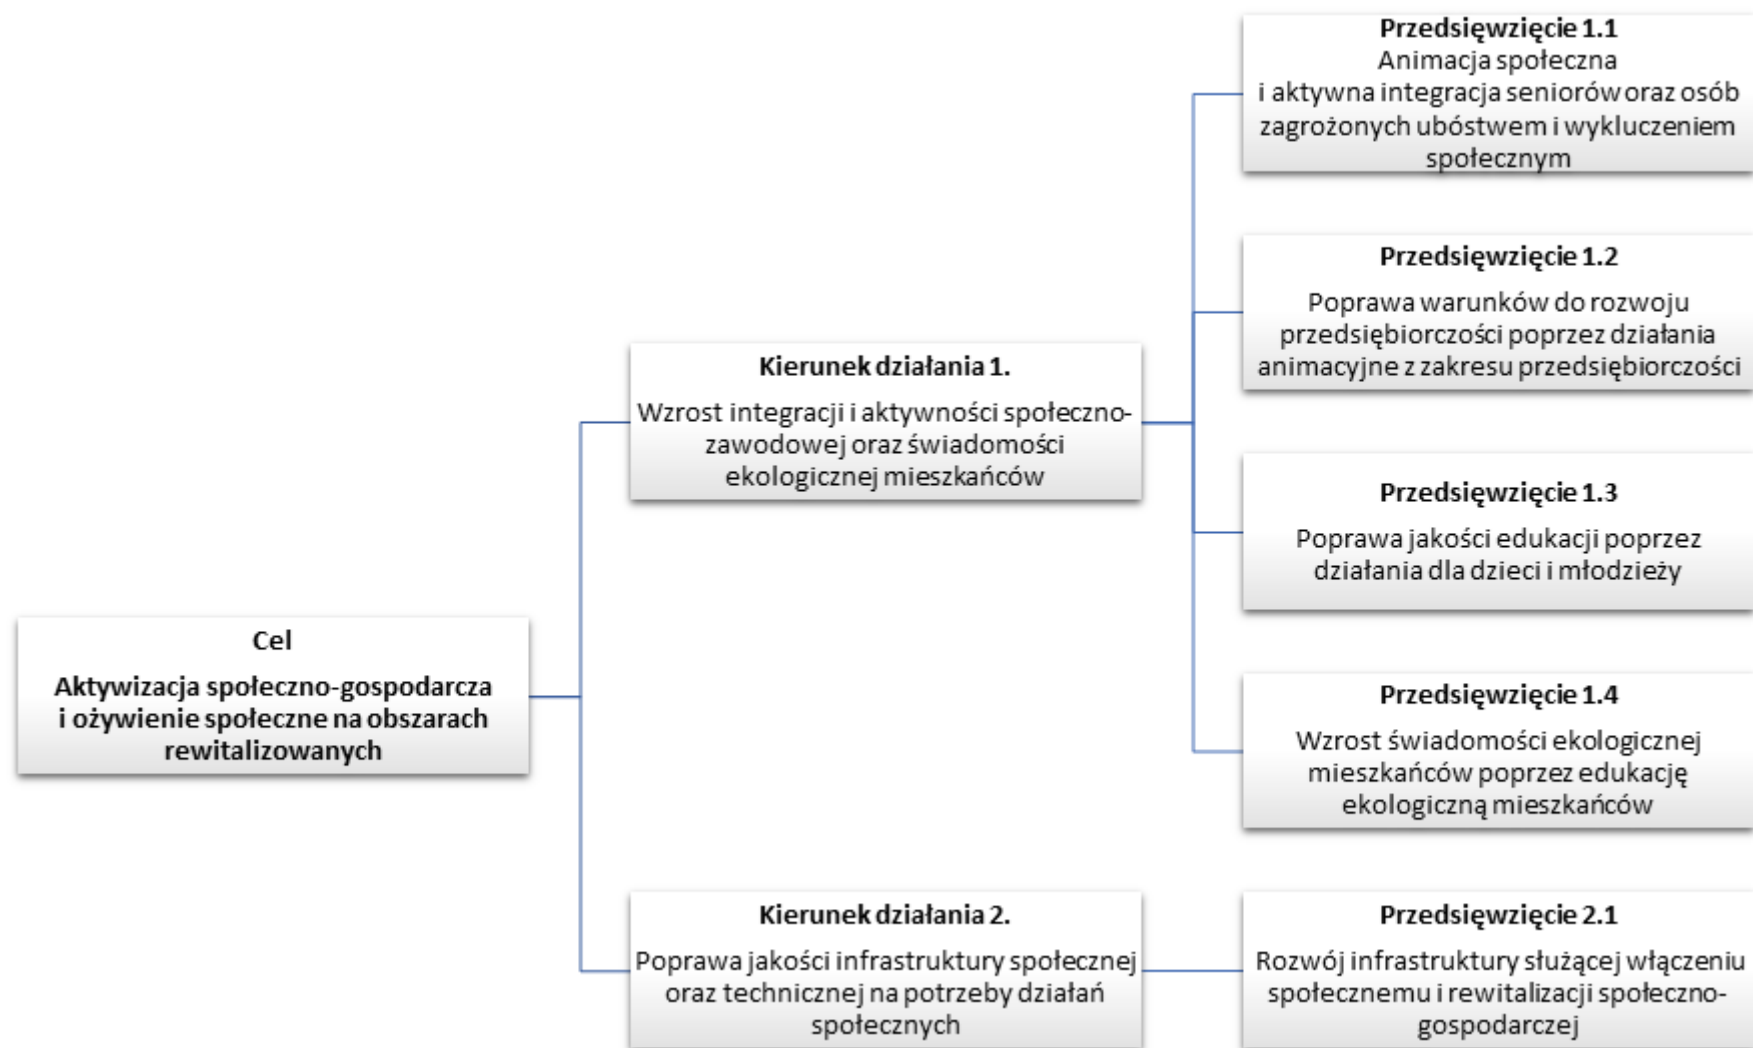 Cel
Aktywizacja społeczno-gospodarcza
i ożywienie społeczne na obszarach
rewitalizowanych
Kierunek działania 1.
Wzrost integracji i aktywności społeczno-
zawodowej oraz świadomości
ekologicznej mieszkańców
Przedsięwzięcie 1.1
Animacja społeczna
i aktywna integracja seniorów oraz osób
zagrożonych ubóstwem i wykluczeniem
społecznym
Przedsięwzięcie 1.2
Poprawa warunków do rozwoju
przedsiębiorczości poprzez działania
animacyjne z zakresu przedsiębiorczości
Przedsięwzięcie 1.3
Poprawa jakości edukacji poprzez
działania dla dzieci i młodzieży
Przedsięwzięcie 1.4
Wzrost świadomości ekologicznej
mieszkańców poprzez edukację
ekologiczną mieszkańców
Kierunek działania 2.
Poprawa jakości infrastruktury społecznej
oraz technicznej na potrzeby działań
społecznych
Przedsięwzięcie 2.1
Rozwój infrastruktury służącej włączeniu
społecznemu i rewitalizacji społeczno-
gospodarczej